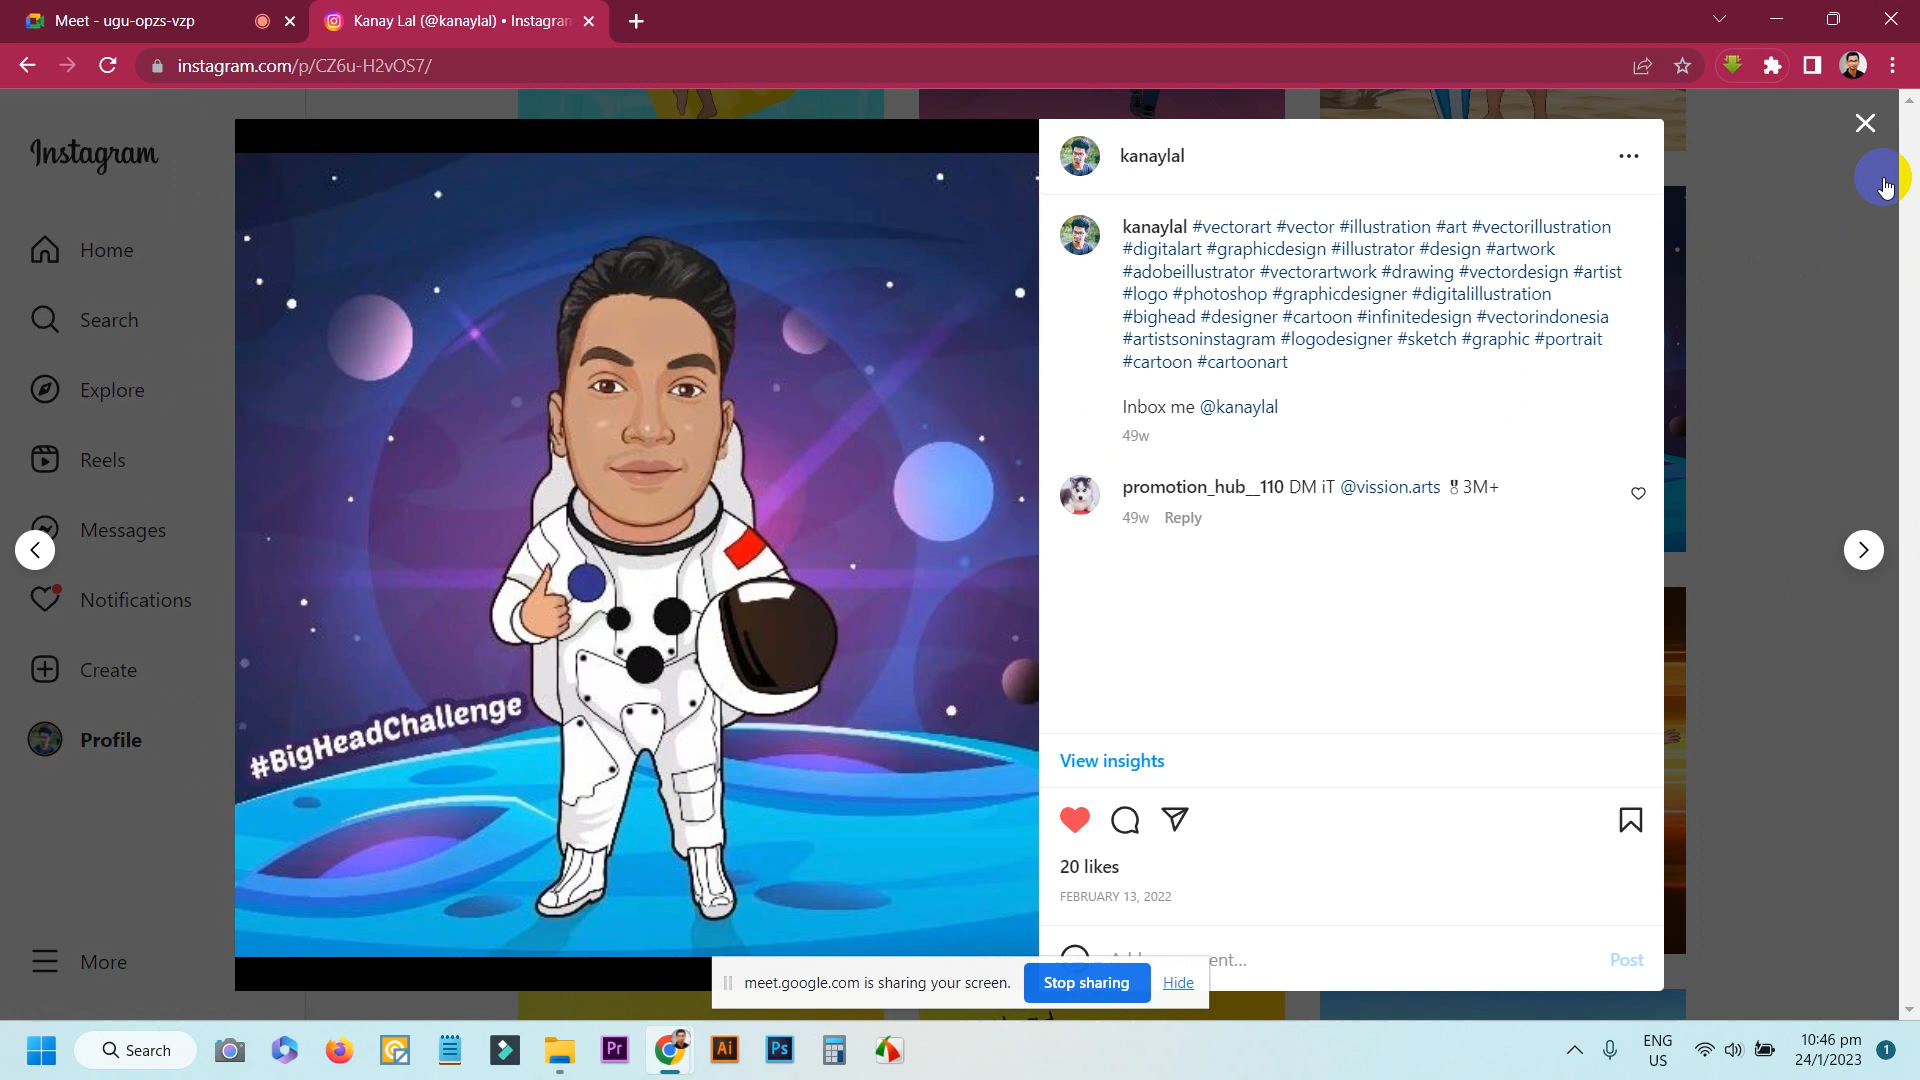 Meet - ugu-opzs-vzp
Kanay Lal (@kanaylal) • Instagram
instagram.com/p/CZ6u-H2vOS7/
Instagram
Home
Search
Explore
Reels
Messages
Notifications
Create
Profile
More
#BigHeadChallenge
kanaylal
kanaylal #vectorart #vector #illustration #art #vectorillustration
#digitalart #graphicdesign #illustrator #design #artwork
#adobeillustrator #vectorartwork #drawing #vectordesign #artist
#logo #photoshop #graphicdesigner #digitalillustration
#bighead #designer #cartoon #infinitedesign #vectorindonesia
#artistsoninstagram #logodesigner #sketch #graphic #portrait
#cartoon #cartoonart
Inbox me @kanaylal
49w
promotion_hub__110 DM iT @vission.arts 🎖 3M+
49w Reply
View insights
20 likes
FEBRUARY 13, 2022
Post
meet.google.com is sharing your screen.
Stop sharing
Hide
Search
Pr
Ai
Ps
ENG
US
10:46 pm
24/1/2023
1